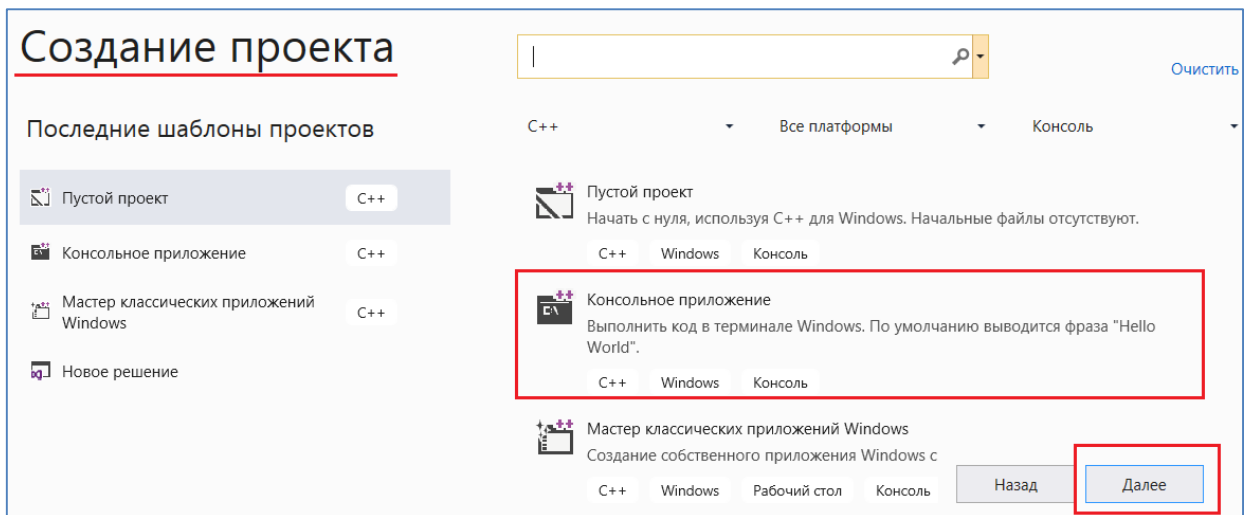 Создание проекта
Очистить
Последние шаблоны проектов
C++
Все платформы
Консоль
Пустой проект
C++
Консольное приложение
C++
Мастер классических приложений
Windows
C++
Новое решение
Пустой проект
Начать с нуля, используя C++ для Windows. Начальные файлы отсутствуют.
C++ Windows Консоль
Консольное приложение
Выполнить код в терминале Windows. По умолчанию выводится фраза "Hello
World".
C++ Windows Консоль
Мастер классических приложений Windows
Создание собственного приложения Windows с
C++ Windows Рабочий стол Консоль
Назад
Далее